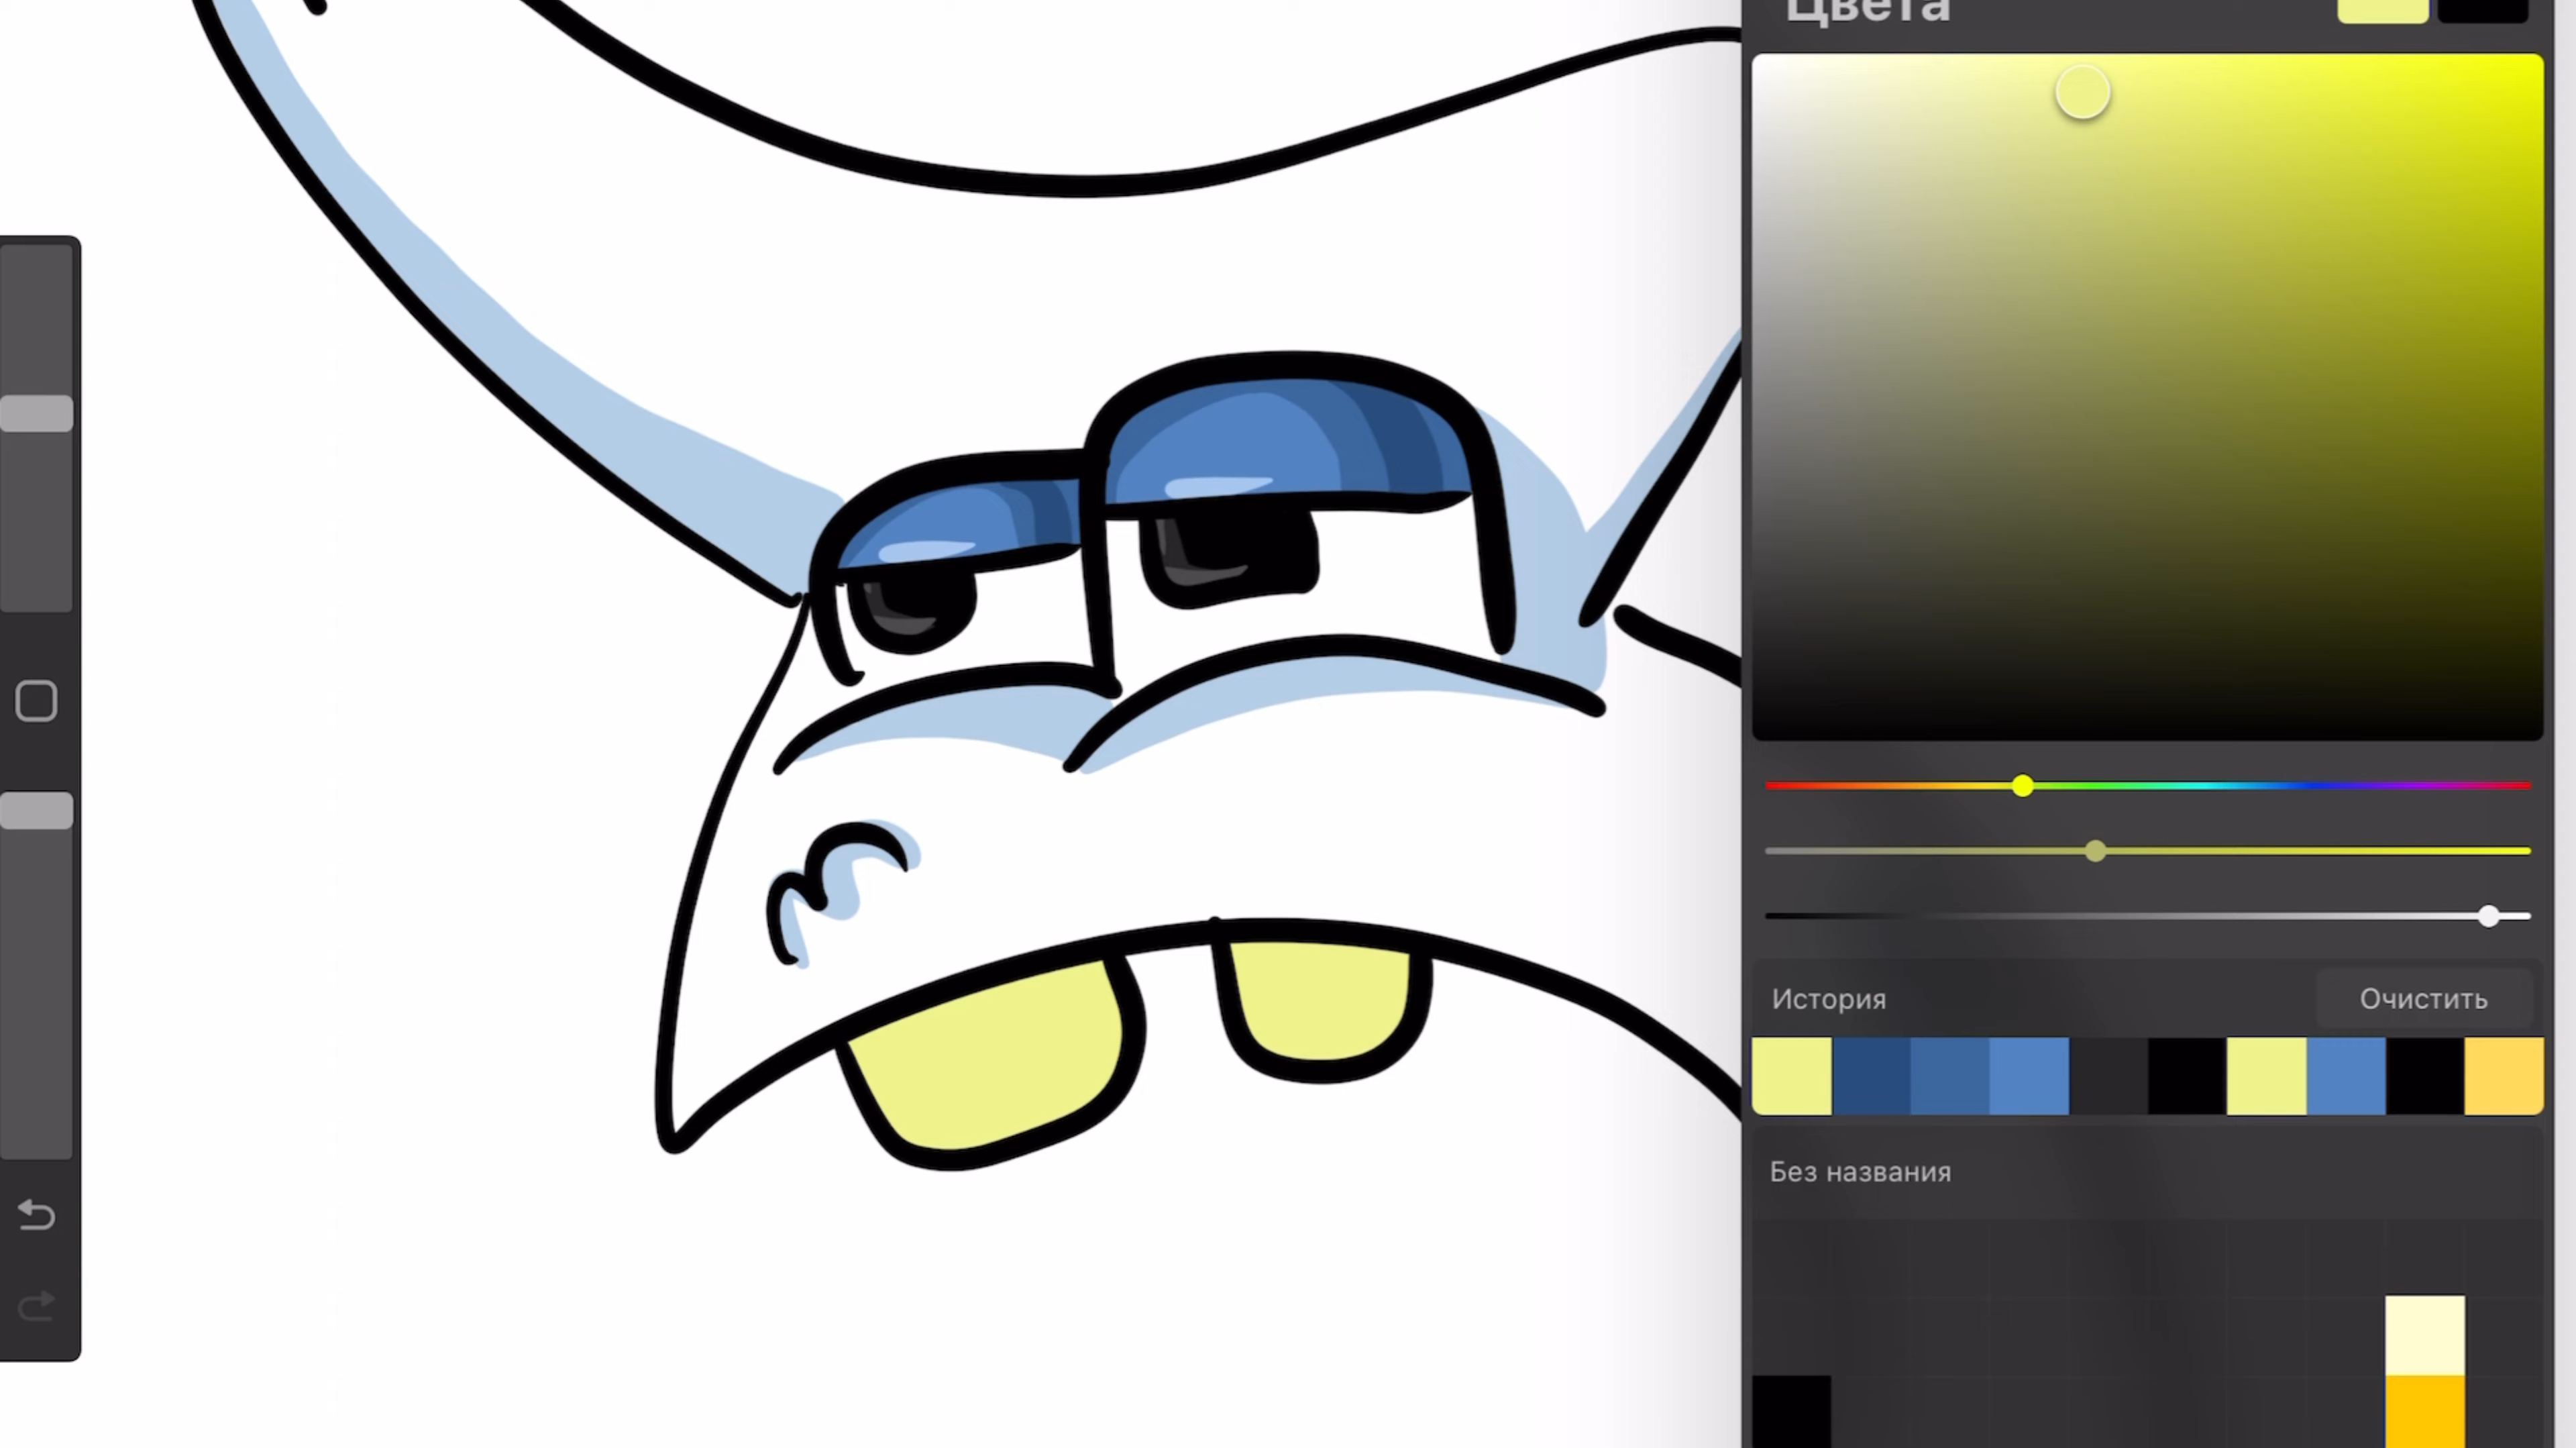 Цвета
История
Очистить
Без названия